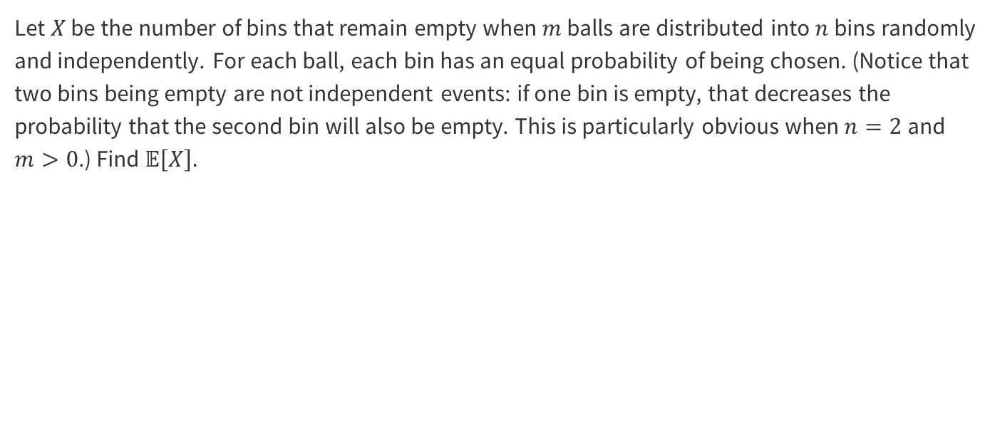 Let X be the number of bins that remain empty when m balls are distributed into n bins randomly
and independently. For each ball, each bin has an equal probability of being chosen. (Notice that
two bins being empty are not independent events: if one bin is empty, that decreases the
probability that the second bin will also be empty. This is particularly obvious when n = 2 and
m > 0.) Find 𝔼[X].